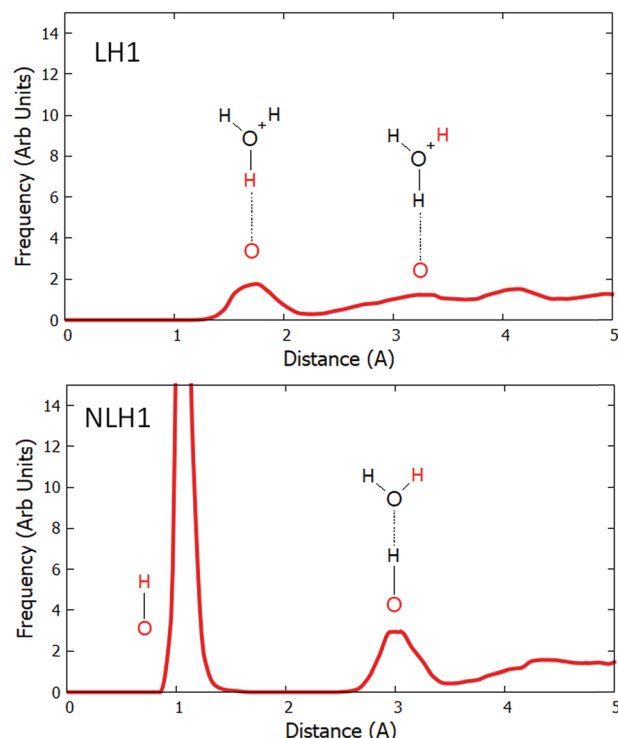 LH1
Frequency (Arb Units)
14
12
10
8
6
4
2
0
H H
O +
H
O
H H
O +
H
O
0 1 2 3 4 5
Distance (A)
NLH1
Frequency (Arb Units)
14
12
10
8
6
4
2
0
H
O
H H
O
H
O
0 1 2 3 4 5
Distance (A)